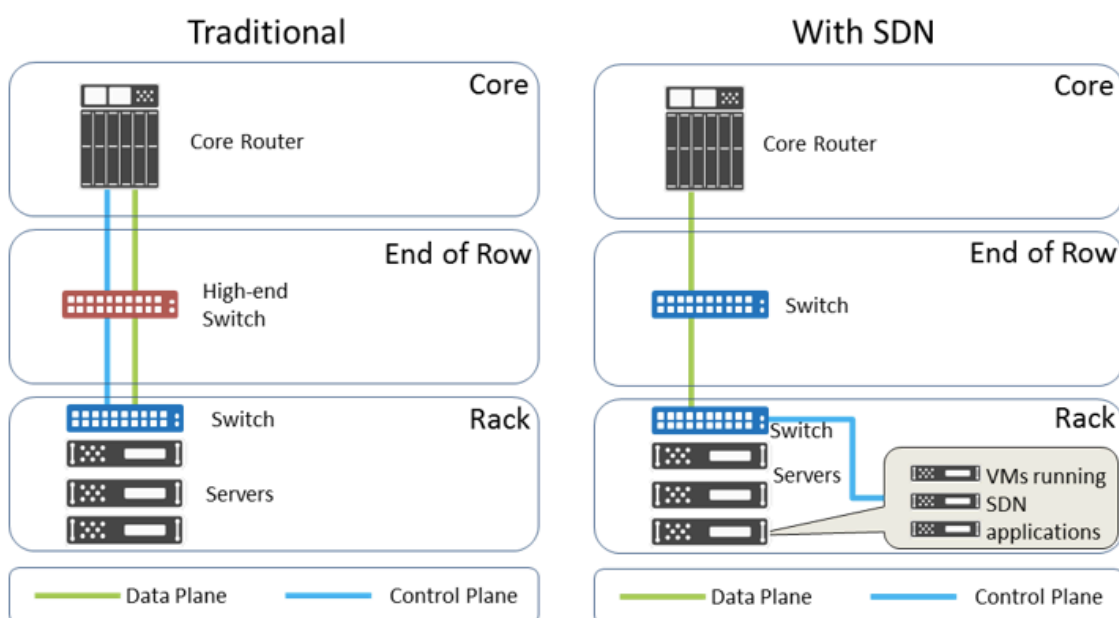 Traditional
Core
Core Router
End of Row
High-end
Switch
Rack
Switch
Servers
Data Plane
Control Plane
With SDN
Core
Core Router
End of Row
Switch
Rack
Switch
Servers
VMs running
SDN
applications
Data Plane
Control Plane